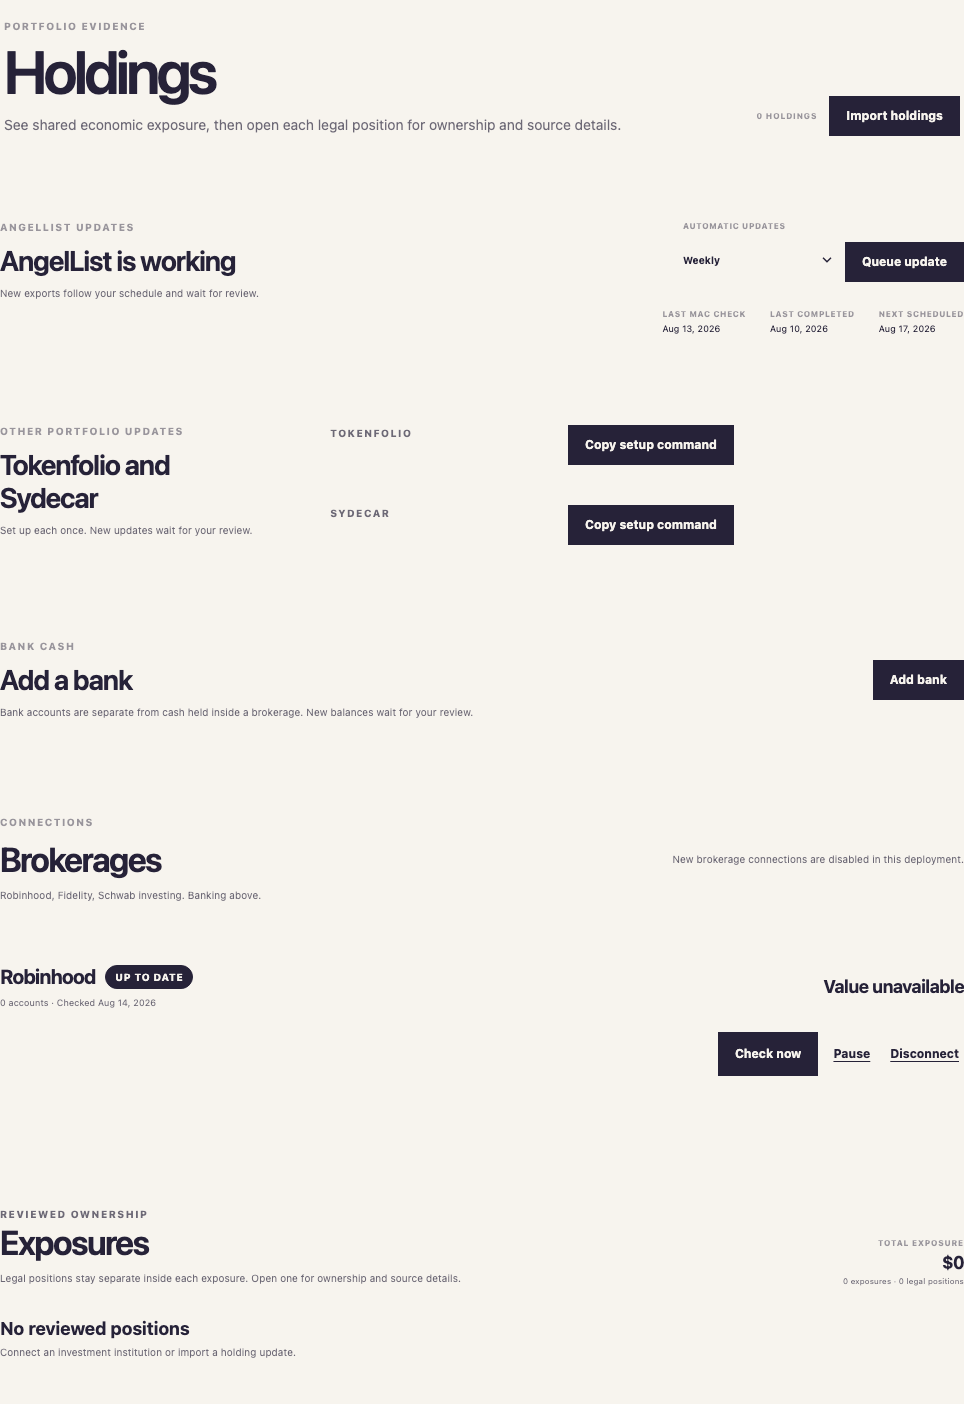 PORTFOLIO EVIDENCE
Holdings
See shared economic exposure, then open each legal position for ownership and source details.
0 HOLDINGS
Import holdings
ANGELLIST UPDATES
AngelList is working
New exports follow your schedule and wait for review.
AUTOMATIC UPDATES
Weekly
Queue update
LAST MAC CHECK
Aug 13, 2026
LAST COMPLETED
Aug 10, 2026
NEXT SCHEDULED
Aug 17, 2026
OTHER PORTFOLIO UPDATES
Tokenfolio and
Sydecar
Set up each once. New updates wait for your review.
TOKENFOLIO
Copy setup command
SYDECAR
Copy setup command
BANK CASH
Add a bank
Bank accounts are separate from cash held inside a brokerage. New balances wait for your review.
Add bank
CONNECTIONS
Brokerages
Robinhood, Fidelity, Schwab investing. Banking above.
New brokerage connections are disabled in this deployment.
Robinhood
UP TO DATE
0 accounts · Checked Aug 14, 2026
Value unavailable
Check now
Pause
Disconnect
REVIEWED OWNERSHIP
Exposures
Legal positions stay separate inside each exposure. Open one for ownership and source details.
TOTAL EXPOSURE
$0
0 exposures · 0 legal positions
No reviewed positions
Connect an investment institution or import a holding update.